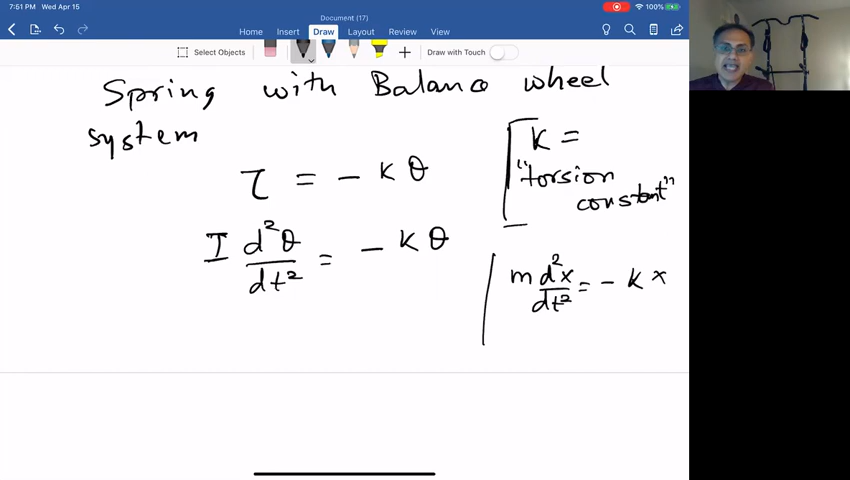 7:51 PM Wed Apr 15
100%
Document (17)
Home Insert Draw Layout Review View
Select Objects
Draw with Touch
Spring with Balance wheel
system
τ = - K θ
K =
"torsion
constant"
I d²θ/dt² = - K θ
m d²x/dt² = - K x